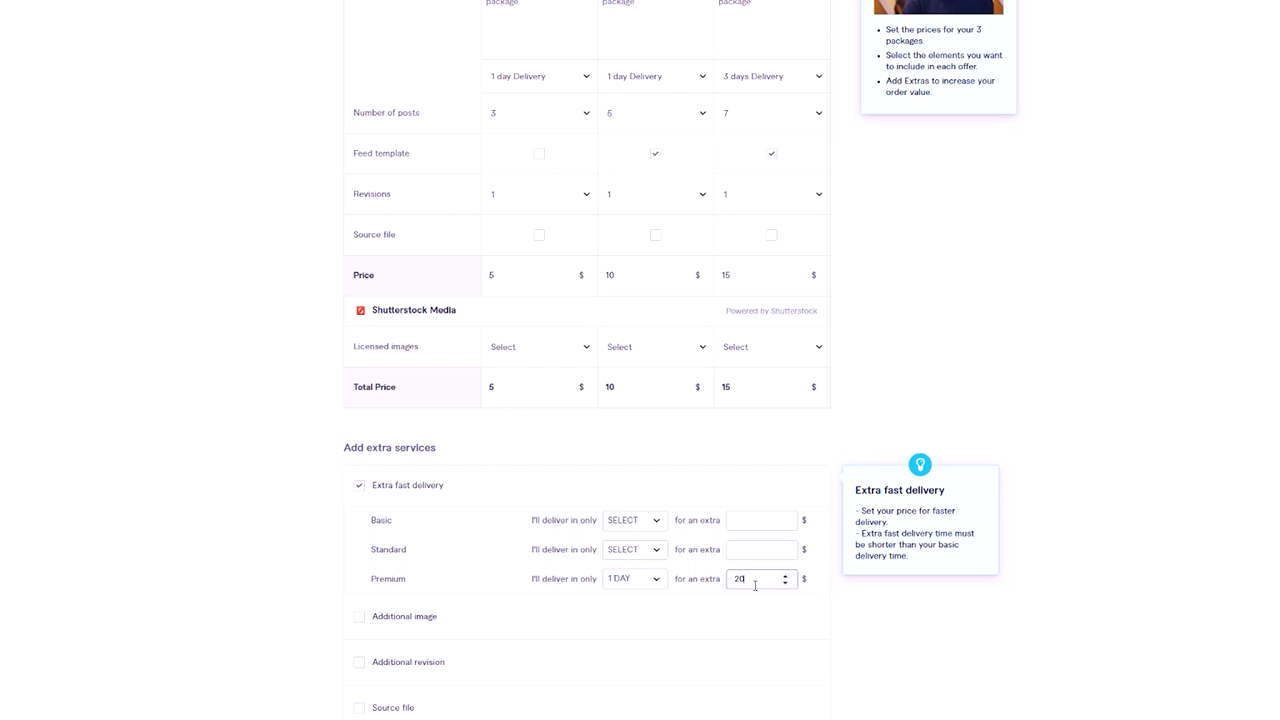 package package package
Set the prices for your 3
packages.
Select the elements you want
to include in each offer.
Add Extras to increase your
order value.
1 day Delivery 1 day Delivery 3 days Delivery
Number of posts 3 5 7
Feed template
Revisions 1 1 1
Source file
Price 5 $ 10 $ 15 $
Shutterstock Media Powered by Shutterstock
Licensed images Select Select Select
Total Price 5 $ 10 $ 15 $
Add extra services
Extra fast delivery
Basic I'll deliver in only SELECT for an extra $
Standard I'll deliver in only SELECT for an extra $
Premium I'll deliver in only 1 DAY for an extra 20 $
Additional image
Additional revision
Source file
Extra fast delivery
- Set your price for faster
delivery.
- Extra fast delivery time must
be shorter than your basic
delivery time.